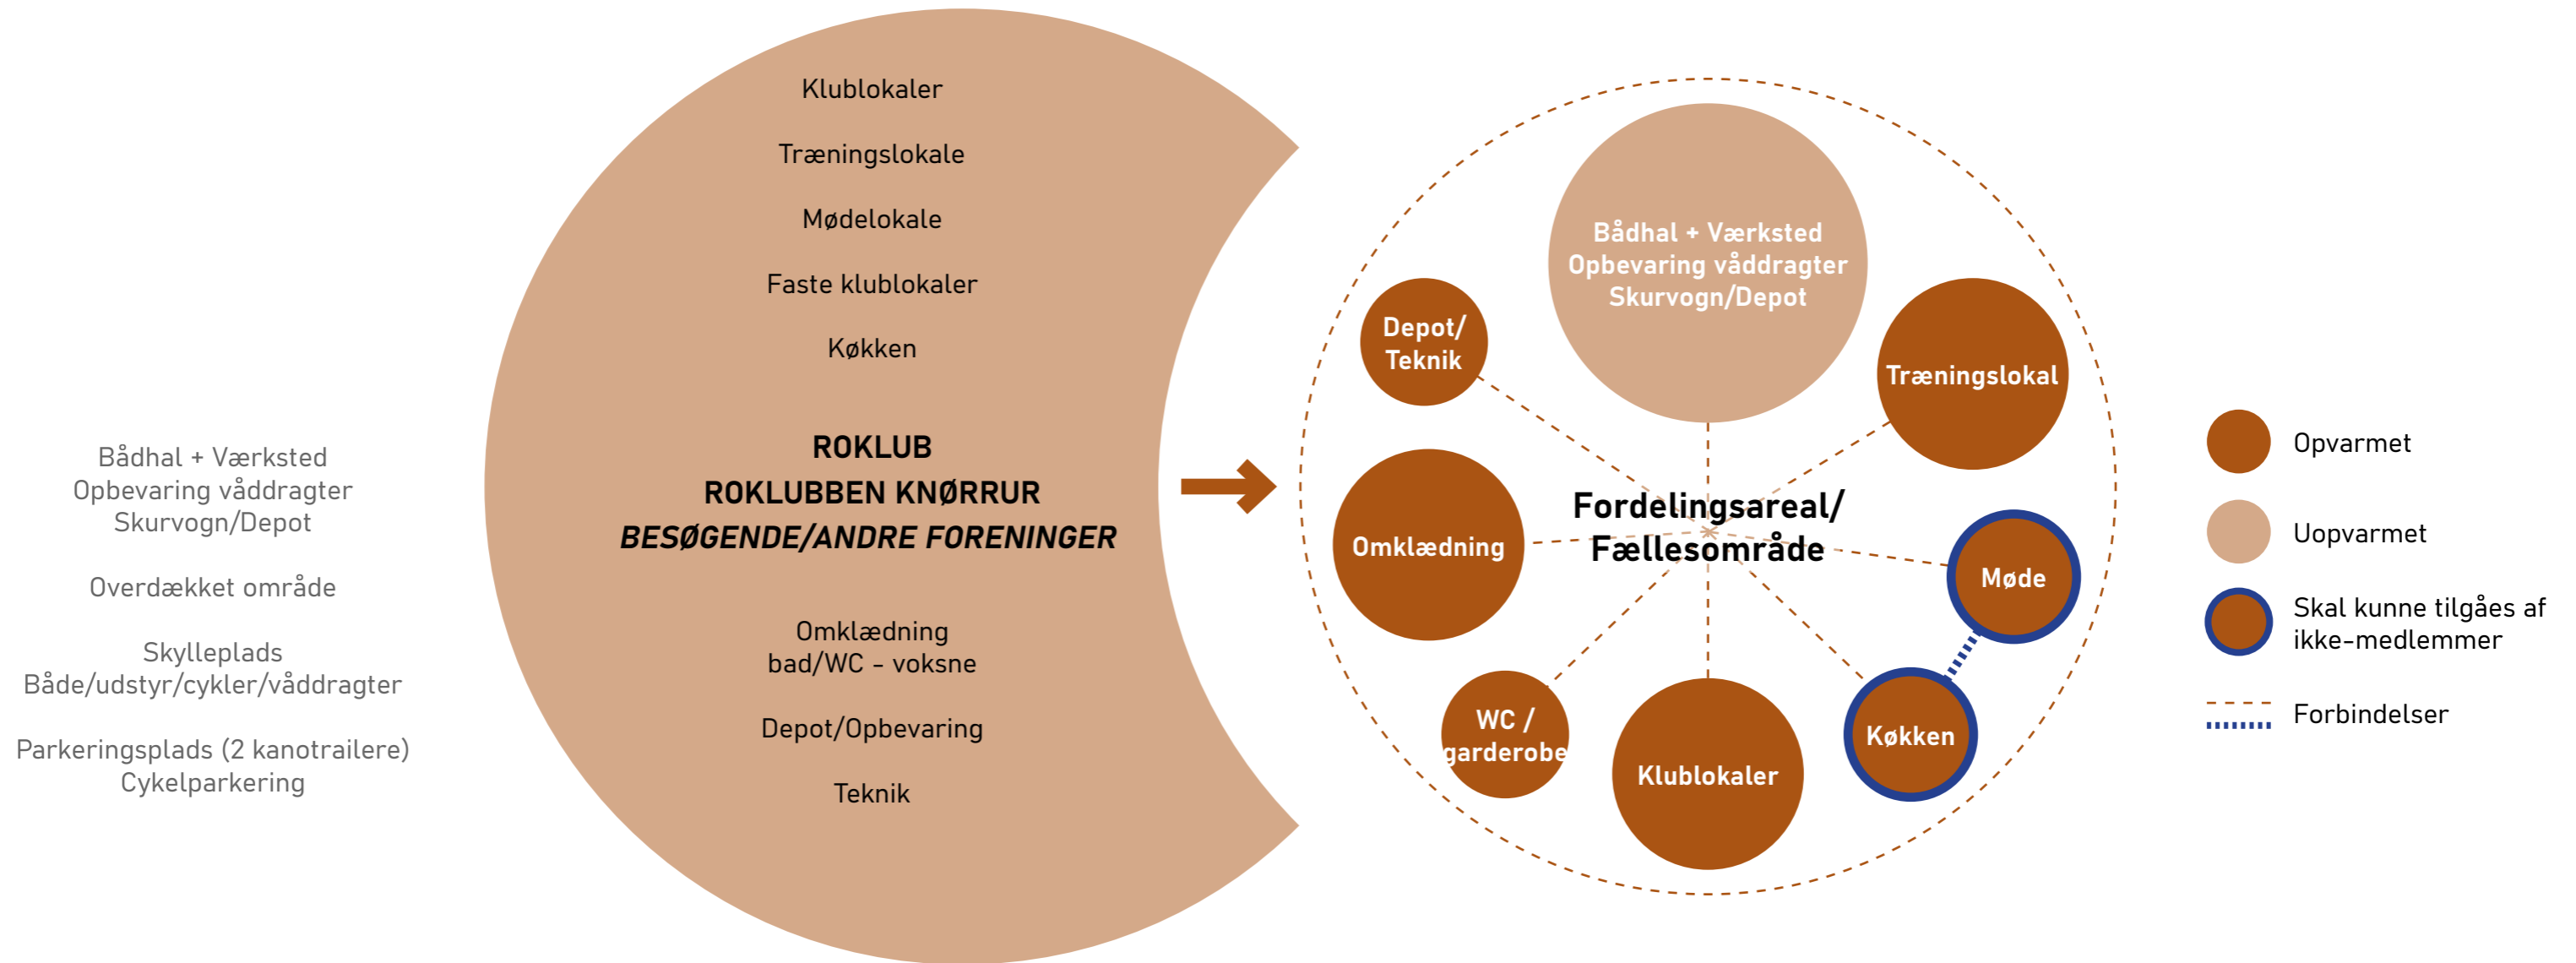 Bådhal + Værksted
Opbevaring våddragter
Skurvogn/Depot
Overdækket område
Skylleplads
Både/udstyr/cykler/våddragter
Parkeringsplads (2 kanotrailere)
Cykelparkering
Klublokaler
Træningslokale
Mødelokale
Faste klublokaler
Køkken
ROKLUB
ROKLUBBEN KNØRRUR
BESØGENDE/ANDRE FORENINGER
Omklædning
bad/WC - voksne
Depot/Opbevaring
Teknik
Bådhal + Værksted
Opbevaring våddragter
Skurvogn/Depot
Depot/
Teknik
Træningslokal
Fordelingsareal/
Fællesområde
Omklædning
Møde
WC /
garderobe
Klublokaler
Køkken
Opvarmet
Uopvarmet
Skal kunne tilgåes af
ikke-medlemmer
Forbindelser